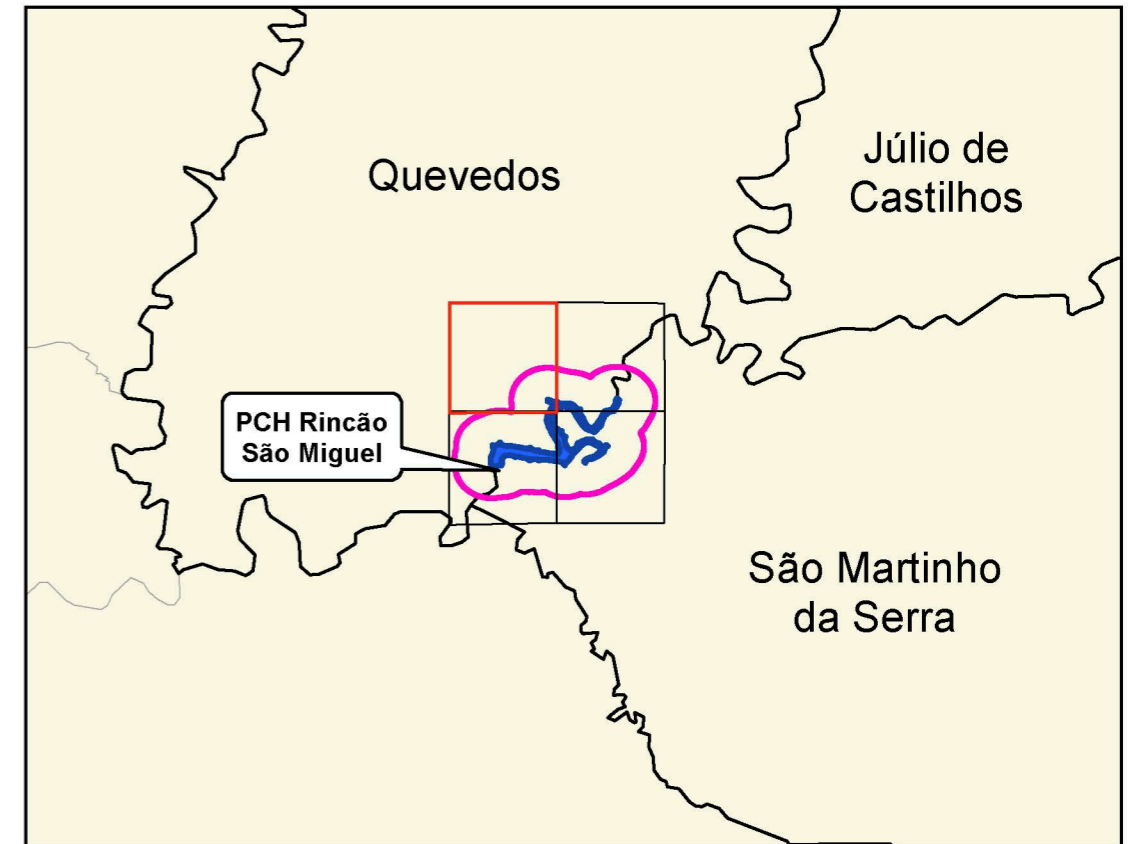 Júlio de
Castilhos
Quevedos
PCH Rincão
São Miguel
São Martinho
da Serra